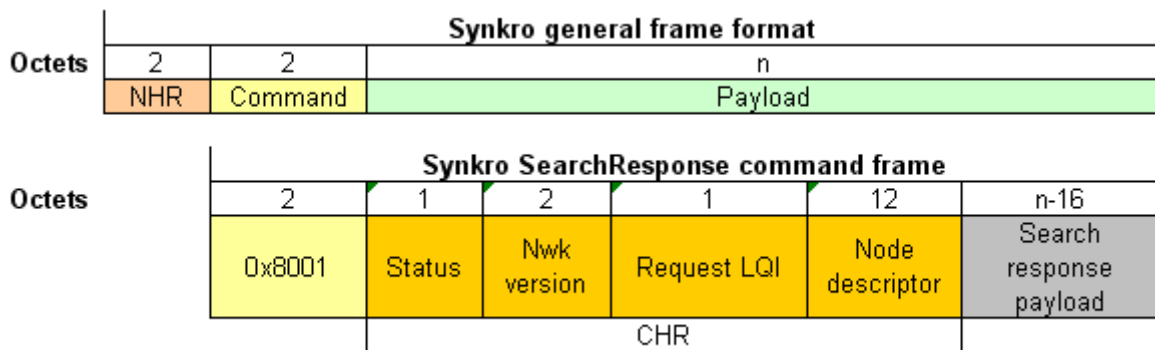 Synkro general frame format
Octets 2 2 n
NHR Command Payload
Synkro SearchResponse command frame
Octets 2 1 2 1 12 n-16
0x8001 Status Nwk version Request LQI Node descriptor Search response payload
CHR